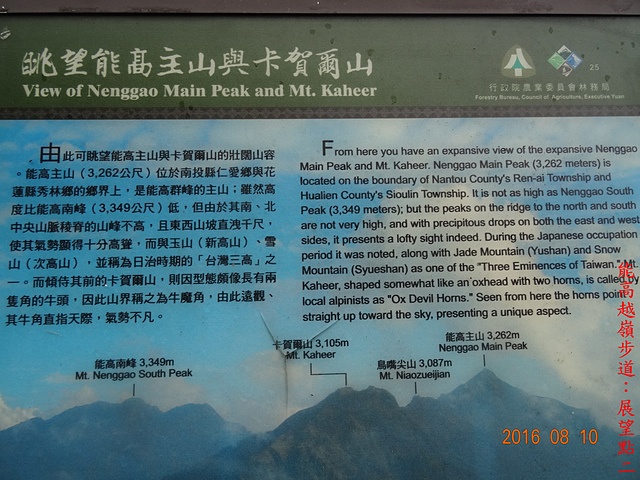 眺望能高主山與卡賀爾山
View of Nenggao Main Peak and Mt. Kaheer
25
行政院農業委員會林務局
Forestry Bureau, Council of Agriculture, Executive Yuan
由此可眺望能高主山與卡賀爾山的壯闊山容
。能高主山（3,262公尺）位於南投縣仁愛鄉與花
蓮縣秀林鄉的鄉界上，是能高群峰的主山；雖然高
度比能高南峰（3,349公尺）低，但由於其南、北
中央山脈稜脊的山峰不高，且東西山坡直洩千尺，
使其氣勢顯得十分高聳，而與玉山（新高山）、雪
山（次高山），並稱為日治時期的「台灣三高」之
一。而傾侍其前的卡賀爾山，則因型態頗像長有兩
隻角的牛頭，因此山界稱之為牛魔角，由此遠觀、
其牛角直指天際，氣勢不凡。
From here you have an expansive view of the expansive Nenggao
Main Peak and Mt. Kaheer. Nenggao Main Peak (3,262 meters) is
located on the boundary of Nantou County's Ren-ai Township and
Hualien County's Sioulin Township. It is not as high as Nenggao South
Peak (3,349 meters); but the peaks on the ridge to the north and south
are not very high, and with precipitous drops on both the east and west
sides, it presents a lofty sight indeed. During the Japanese occupation
period it was noted, along with Jade Mountain (Yushan) and Snow
Mountain (Syueshan) as one of the "Three Eminences of Taiwan." Mt.
Kaheer, shaped somewhat like an oxhead with two horns, is called by
local alpinists as "Ox Devil Horns." Seen from here the horns point
straight up toward the sky, presenting a unique aspect.
能高南峰 3,349m
Mt. Nenggao South Peak
卡賀爾山 3,105m
Mt. Kaheer
烏嘴尖山 3,087m
Mt. Niaozueijian
能高主山 3,262m
Nenggao Main Peak
能高越嶺步道：展望點二
2016 08 10